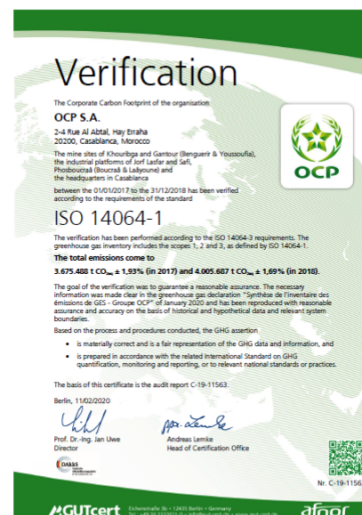 Verification
The Corporate Carbon Footprint of the organisation
OCP S.A.
2-4 Rue Al Abtal, Hay Erraha
20200, Casablanca, Morocco
The mine sites of Khouribga and Gantour (Benguerir & Youssoufia),
the industrial platforms of Jorf Lasfar and Safi,
Phosboucraâ (Boucraâ & Laâyoune) and
the headquarters in Casablanca
OCP
between the 01/01/2017 to the 31/12/2018 has been verified
according to the requirements of the standard
ISO 14064-1
The verification has been performed according to the ISO 14064-3 requirements. The
greenhouse gas inventory includes the scopes 1, 2 and 3, as defined by ISO 14064-1.
The total emissions come to
3.675.488 t CO₂ₑq ± 1,93% (in 2017) and 4.005.687 t CO₂ₑq ± 1,69% (in 2018).
The goal of the verification was to guarantee a reasonable assurance. The necessary
information was made clear in the greenhouse gas declaration "Synthèse de l'inventaire des
émissions de GES - Groupe OCP" of January 2020 and has been reproduced with reasonable
assurance and accuracy on the basis of historical and hypothetical data and relevant system
boundaries.
Based on the process and procedures conducted, the GHG assertion
• is materially correct and is a fair representation of the GHG data and information, and
• is prepared in accordance with the related International Standard on GHG
quantification, monitoring and reporting, or to relevant national standards or practices.
The basis of this certificate is the audit report C-19-11563.
Berlin, 11/02/2020
Prof. Dr.-Ing. Jan Uwe
Director
Andreas Lemke
Head of Certification Office
DAkkS
Nr. C-19-1156
GUTcert
Eichenstraße 3b • 12435 Berlin • Germany
afnor